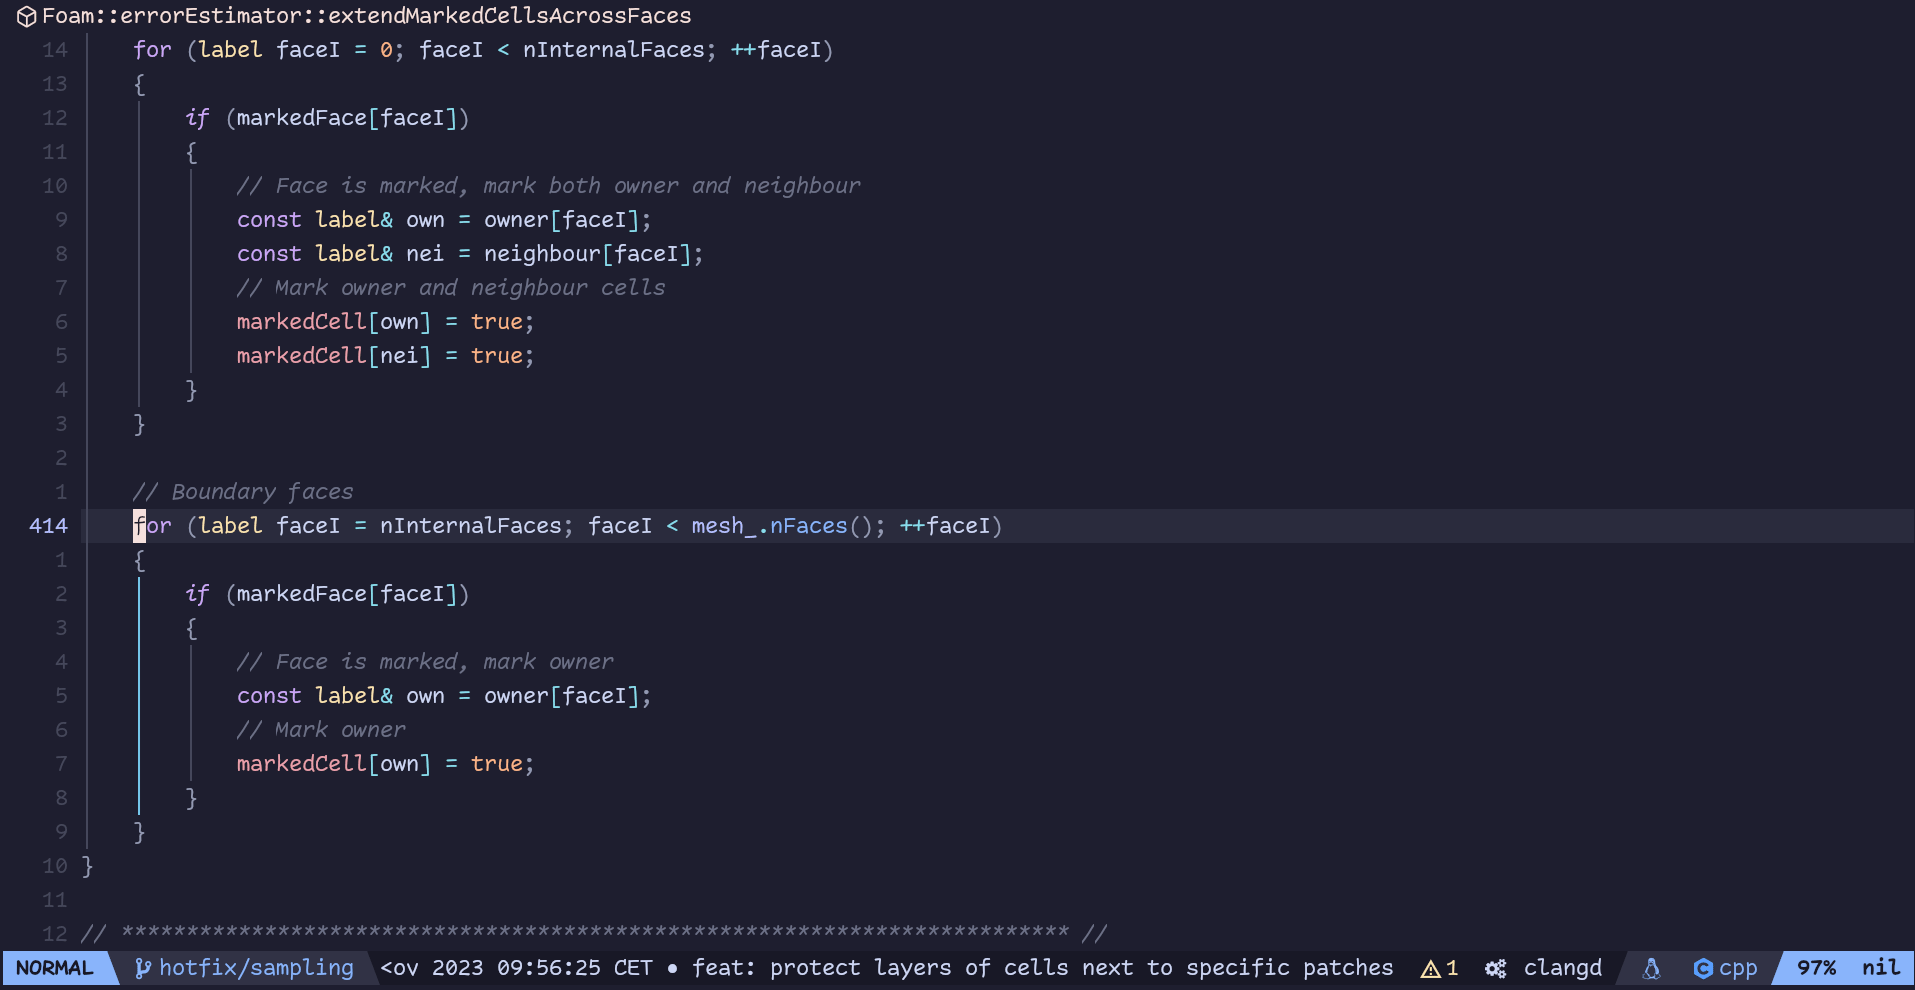 Foam::errorEstimator::extendMarkedCellsAcrossFaces
14 for (label faceI = 0; faceI < nInternalFaces; ++faceI)
13 {
12 if (markedFace[faceI])
11 {
10 // Face is marked, mark both owner and neighbour
9 const label& own = owner[faceI];
8 const label& nei = neighbour[faceI];
7 // Mark owner and neighbour cells
6 markedCell[own] = true;
5 markedCell[nei] = true;
4 }
3 }
2
1 // Boundary faces
414 for (label faceI = nInternalFaces; faceI < mesh_.nFaces(); ++faceI)
1 {
2 if (markedFace[faceI])
3 {
4 // Face is marked, mark owner
5 const label& own = owner[faceI];
6 // Mark owner
7 markedCell[own] = true;
8 }
9 }
10 }
11
12 // ************************************************************************* //
NORMAL hotfix/sampling <ov 2023 09:56:25 CET • feat: protect layers of cells next to specific patches 1 clangd cpp 97% nil